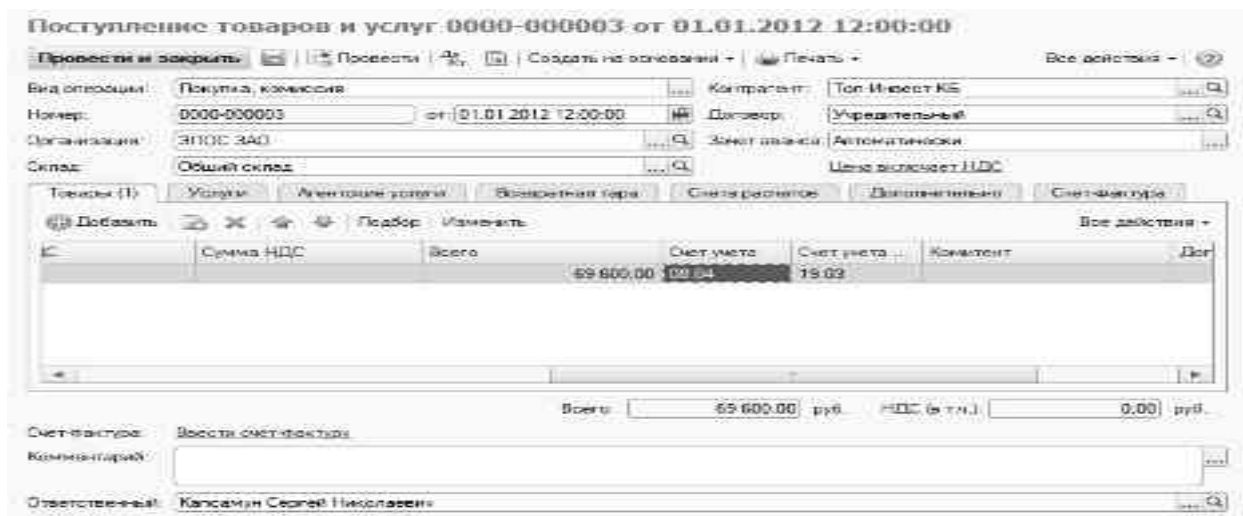 Поступление товаров и услуг 0000-000003 от 01.01.2012 12:00:00
Провести и закрыть Провести Создать на основании Печать Все действия
Вид операции: Покупка, комиссия ... Контрагент: Топ-Инвест КБ ...
Номер: 0000-000003 от: 01.01.2012 12:00:00 Договор: Учредительный ...
Организация: ЭПОС ЗАО ... Зачет аванса: Автоматически ...
Склад: Общий склад ... Цена включает НДС
Товары (1) Услуги Агентские услуги Возвратная тара Счета расчетов Дополнительно Счет-фактура
Добавить Подбор Изменить Все действия
Сумма НДС Всего Счет учета Счет учета ... Комитент Дог
69 600,00 08.04 19.03
Всего: 69 600,00 руб. НДС (в т.ч.): 0,00 руб.
Счет-фактура: Ввести счет-фактуру
Комментарий: ...
Ответственный: Капсамун Сергей Николаевич ...